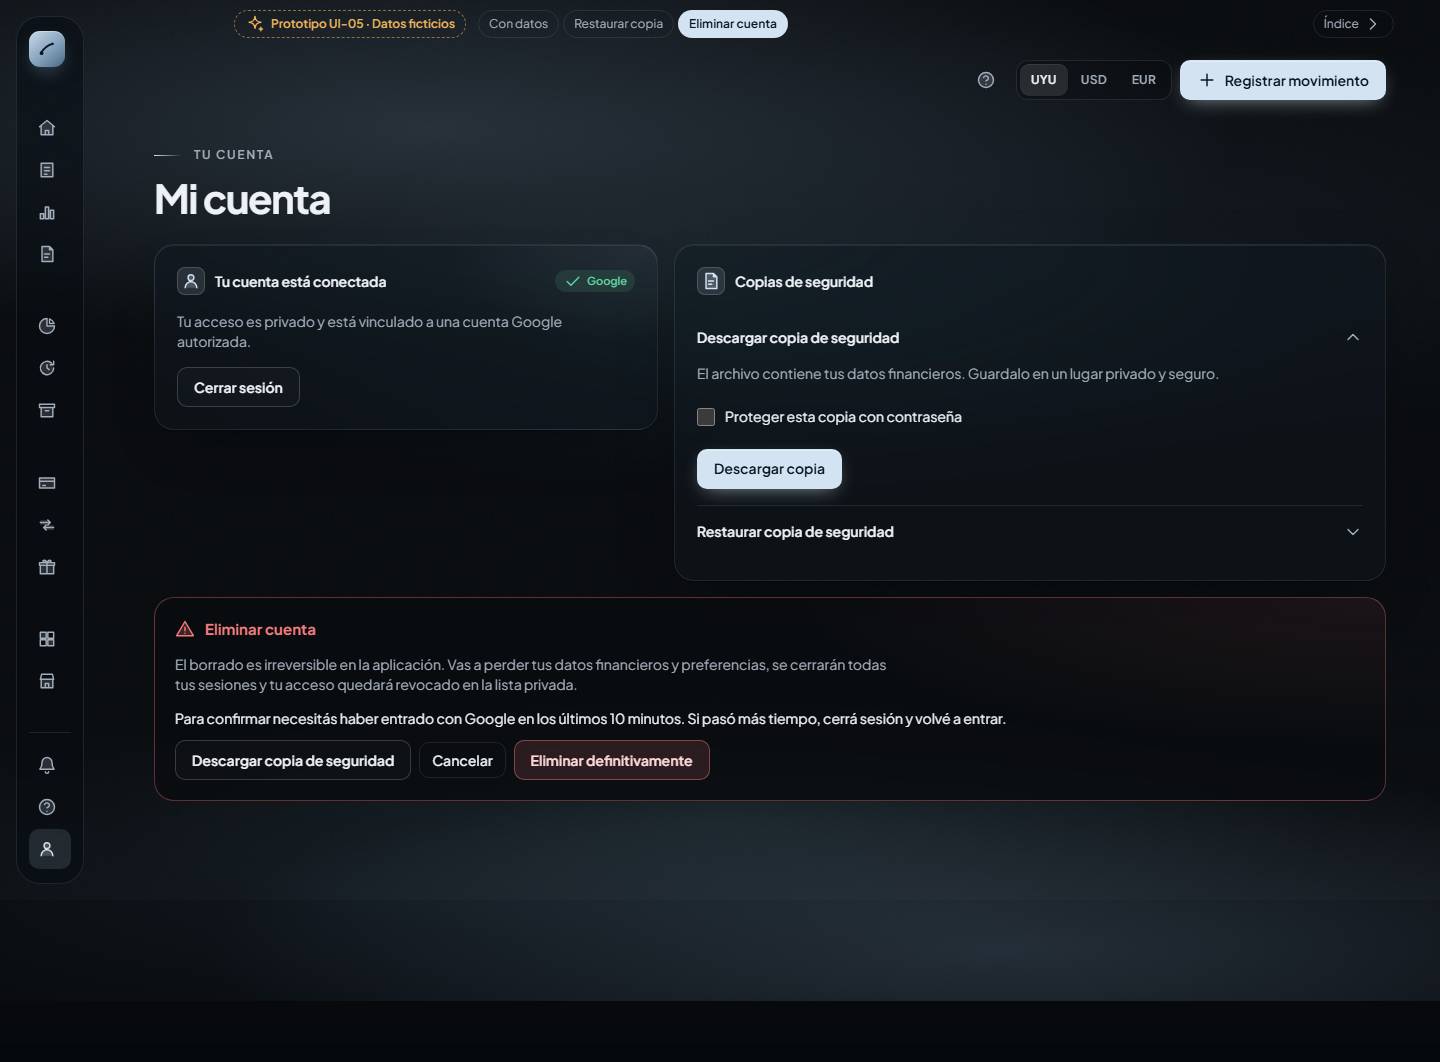 Prototipo UI-05 · Datos ficticios
Con datos
Restaurar copia
Eliminar cuenta
Índice
UYU
USD
EUR
Registrar movimiento
TU CUENTA
Mi cuenta
Tu cuenta está conectada
Google
Tu acceso es privado y está vinculado a una cuenta Google
autorizada.
Cerrar sesión
Copias de seguridad
Descargar copia de seguridad
El archivo contiene tus datos financieros. Guardalo en un lugar privado y seguro.
Proteger esta copia con contraseña
Descargar copia
Restaurar copia de seguridad
Eliminar cuenta
El borrado es irreversible en la aplicación. Vas a perder tus datos financieros y preferencias, se cerrarán todas
tus sesiones y tu acceso quedará revocado en la lista privada.
Para confirmar necesitás haber entrado con Google en los últimos 10 minutos. Si pasó más tiempo, cerrá sesión y volvé a entrar.
Descargar copia de seguridad
Cancelar
Eliminar definitivamente